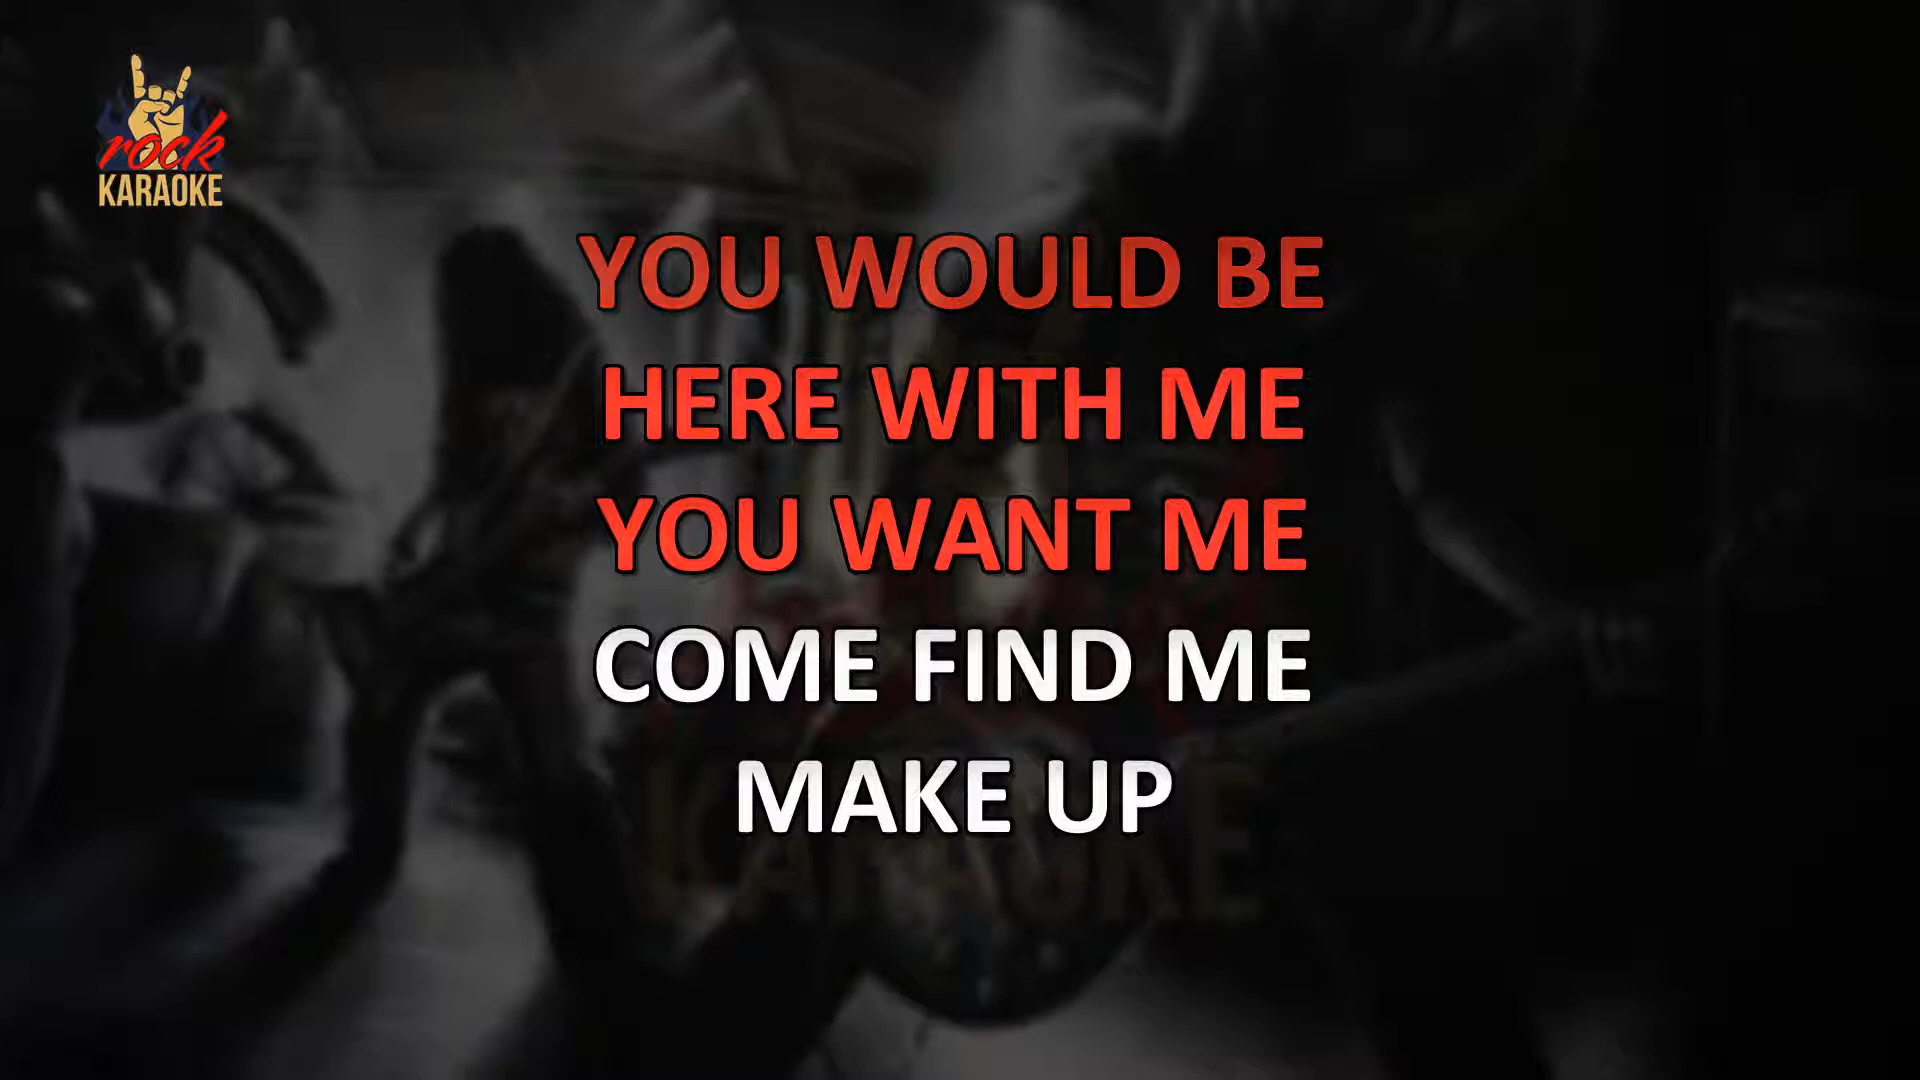 rock
KARAOKE
YOU WOULD BE
HERE WITH ME
YOU WANT ME
COME FIND ME
MAKE UP